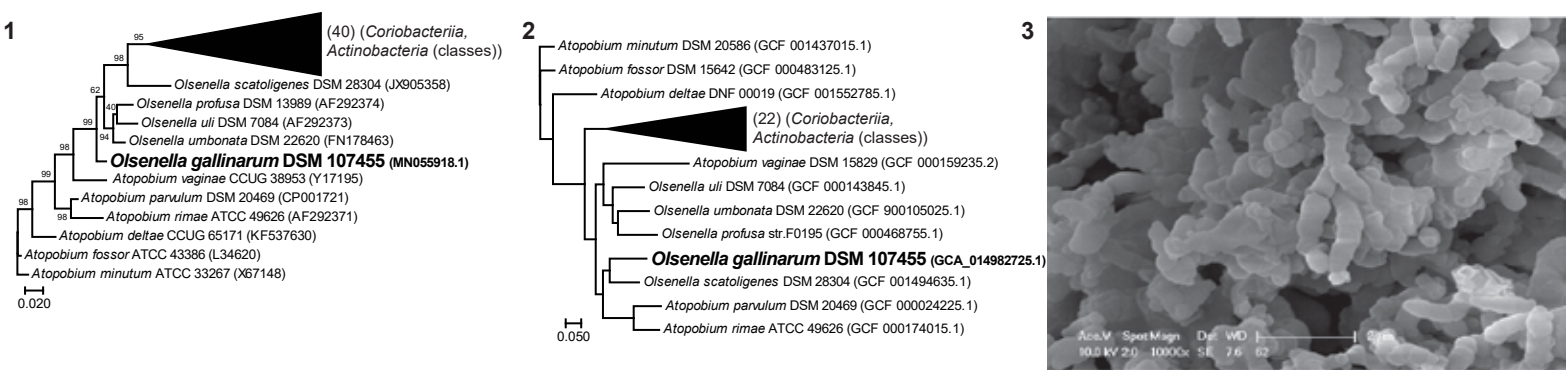 1
95
(40) (Coriobacteriia,
Actinobacteria (classes))
98
Olsenella scatoligenes DSM 28304 (JX905358)
62
40
Olsenella profusa DSM 13989 (AF292374)
Olsenella uli DSM 7084 (AF292373)
99
94
Olsenella umbonata DSM 22620 (FN178463)
98
Olsenella gallinarum DSM 107455 (MN055918.1)
99
Atopobium vaginae CCUG 38953 (Y17195)
98
Atopobium parvulum DSM 20469 (CP001721)
98
Atopobium rimae ATCC 49626 (AF292371)
Atopobium deltae CCUG 65171 (KF537630)
Atopobium fossor ATCC 43386 (L34620)
Atopobium minutum ATCC 33267 (X67148)
0.020
2
Atopobium minutum DSM 20586 (GCF 001437015.1)
Atopobium fossor DSM 15642 (GCF 000483125.1)
Atopobium deltae DNF 00019 (GCF 001552785.1)
(22) (Coriobacteriia,
Actinobacteria (classes))
Atopobium vaginae DSM 15829 (GCF 000159235.2)
Olsenella uli DSM 7084 (GCF 000143845.1)
Olsenella umbonata DSM 22620 (GCF 900105025.1)
Olsenella profusa str.F0195 (GCF 000468755.1)
Olsenella gallinarum DSM 107455 (GCA_014982725.1)
Olsenella scatoligenes DSM 28304 (GCF 001494635.1)
Atopobium parvulum DSM 20469 (GCF 000024225.1)
Atopobium rimae ATCC 49626 (GCF 000174015.1)
0.050
3
Acc.V Spot Magn Det WD
10.0 kV 2.0 10000x SE 7.6 62